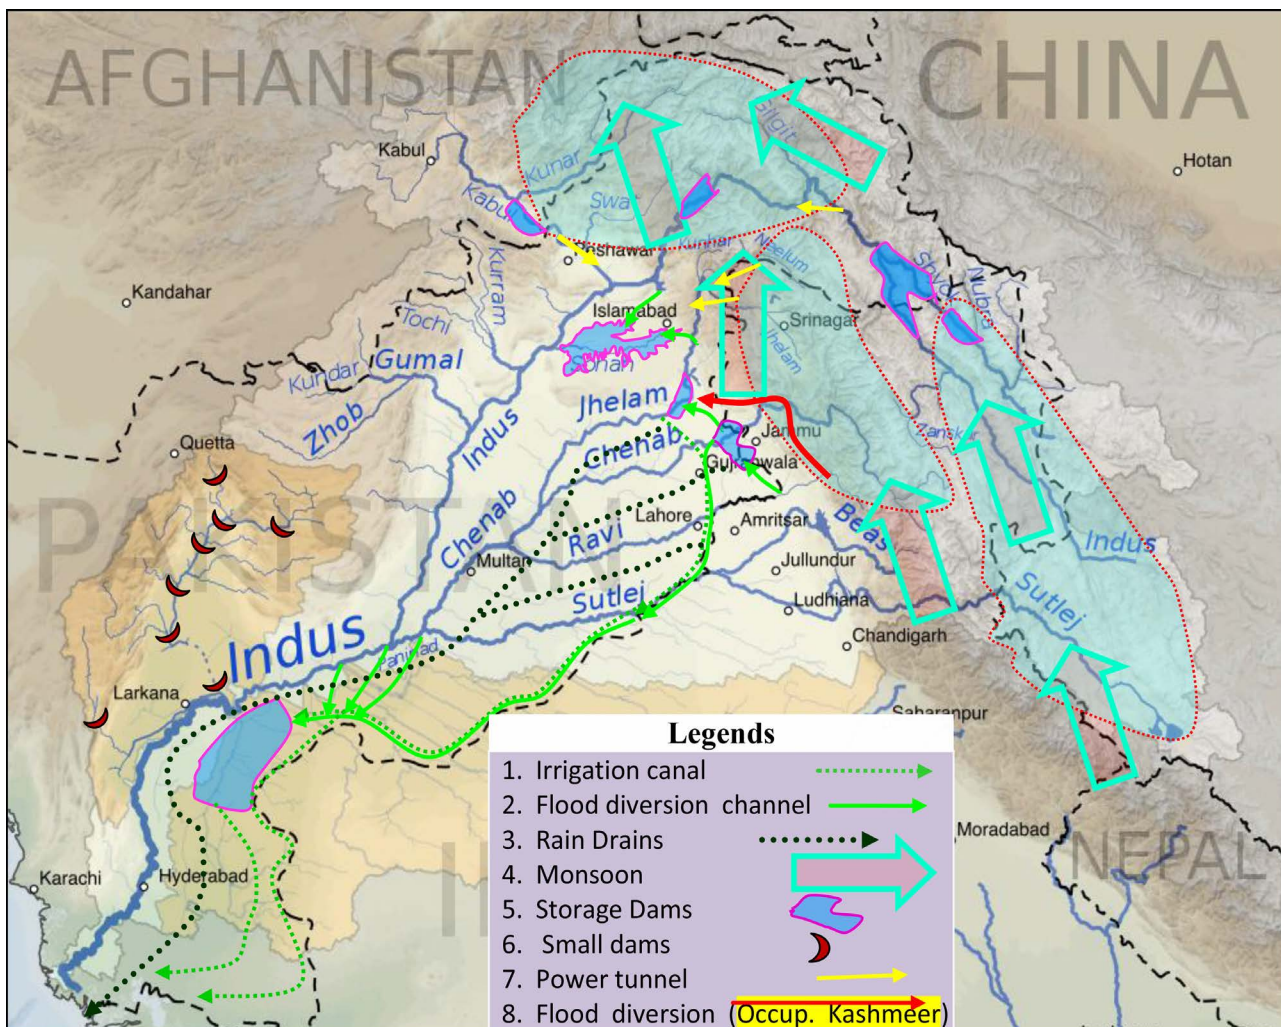 AFGHANISTAN
CHINA
Hotan
Gilgit
Kabul
Kunar
Swat
Kabul
Peshawar
Kunhar
Neelum
Shyok
Nubra
Kandahar
Kurram
Tochi
Islamabad
Srinagar
Jhelam
Sohan
Gumal
Kundar
Zhob
Indus
Jhelam
Chenab
Jammu
Zanskar
Quetta
Gujranwala
PAKISTAN
Chenab
Lahore
Amritsar
Beas
Ravi
Indus
Multan
Jullundur
Sutlej
Sutlej
Ludhiana
Indus
Panjnad
Chandigarh
Larkana
Saharanpur
Legends
1. Irrigation canal
2. Flood diversion channel
3. Rain Drains
4. Monsoon
5. Storage Dams
6. Small dams
7. Power tunnel
8. Flood diversion (Occup. Kashmeer)
Moradabad
NEPAL
Karachi
Hyderabad